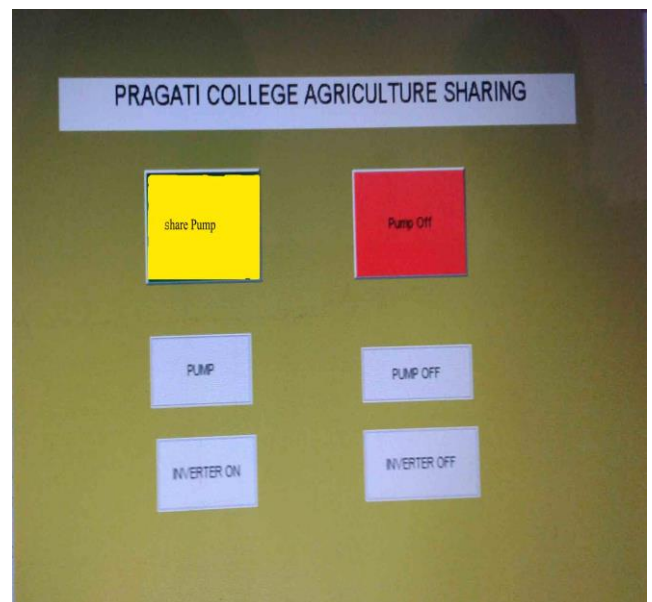 PRAGATI COLLEGE AGRICULTURE SHARING
share Pump
Pump Off
PUMP
PUMP OFF
INVERTER ON
INVERTER OFF